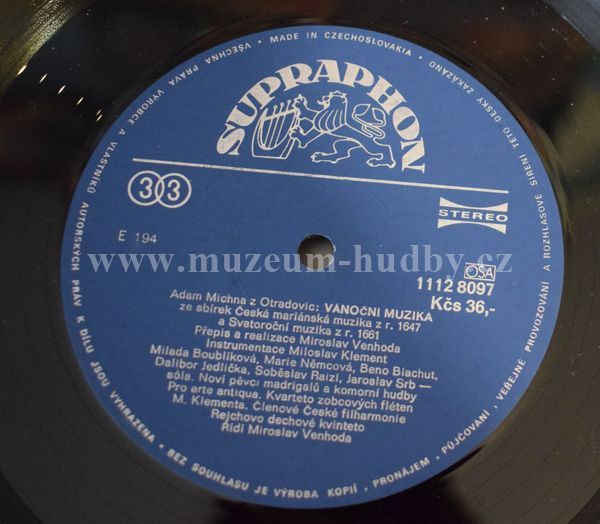 VŠECHNA PRÁVA VÝROBCE A VLASTNÍKŮ AUTORSKÝCH PRÁV K DÍLU JSOU VYHRAZENA • BEZ SOUHLASU JE VÝROBA KOPIÍ, PRONÁJEM, PŮJČOVÁNÍ, VEŘEJNÉ PROVOZOVÁNÍ A ROZHLASOVÉ ŠÍŘENÍ TÉTO DESKY ZAKÁZÁNO • MADE IN CZECHOSLOVAKIA •
SUPRAPHON
33
STEREO
E 194
www.muzeum-hudby.cz
OSA
1112 8097
Kčs 36,-
Adam Michna z Otradovic: VÁNOČNÍ MUZIKA
ze sbírek Česká mariánská muzika z r. 1647
a Svatoroční muzika z r. 1661
Přepis a realizace Miroslav Venhoda
Instrumentace Miloslav Klement
Milada Boublíková, Marie Němcová, Beno Blachut,
Dalibor Jedlička, Soběslav Raizl, Jaroslav Srb —
sóla. Noví pěvci madrigalů a komorní hudby
Pro arte antiqua. Kvarteto zobcových fléten
M. Klementa. Členové České filharmonie
Rejchovo dechové kvinteto
Řídí Miroslav Venhoda